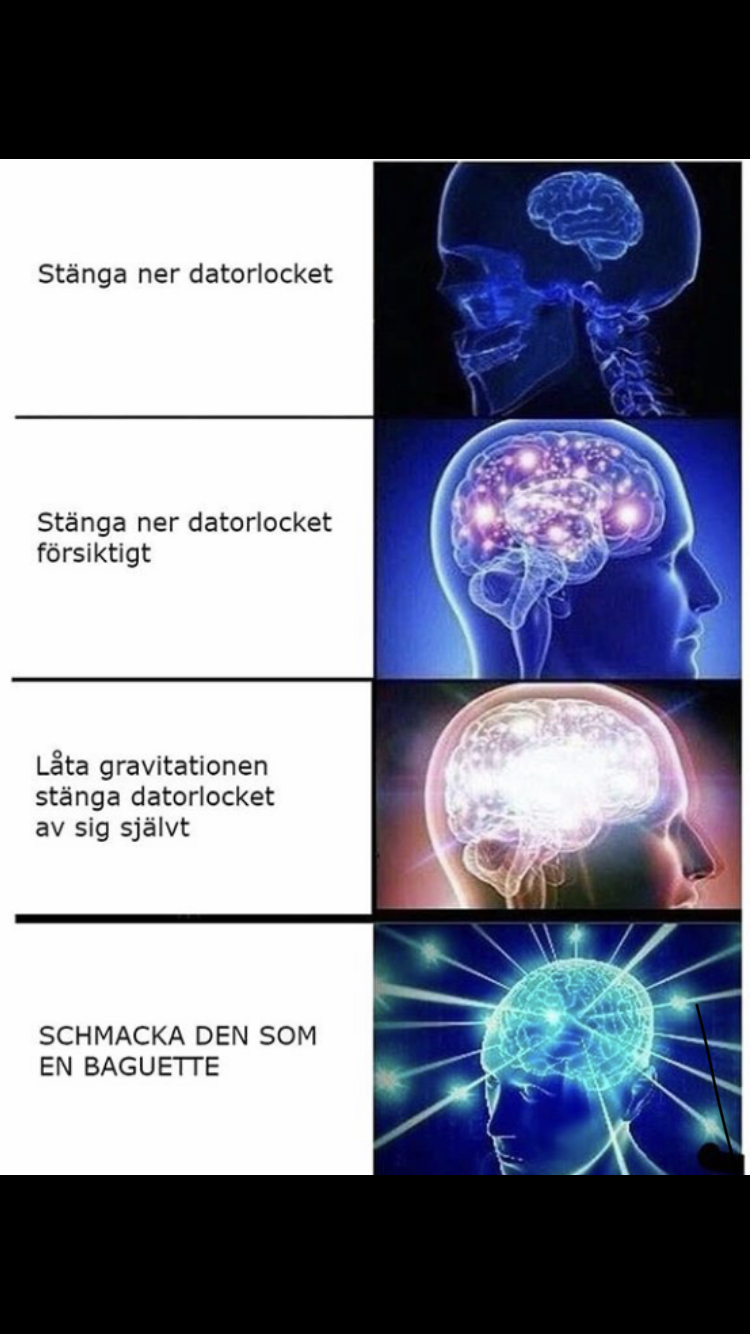 Stänga ner datorlocket
Stänga ner datorlocket
försiktigt
Låta gravitationen
stänga datorlocket
av sig självt
SCHMACKA DEN SOM
EN BAGUETTE